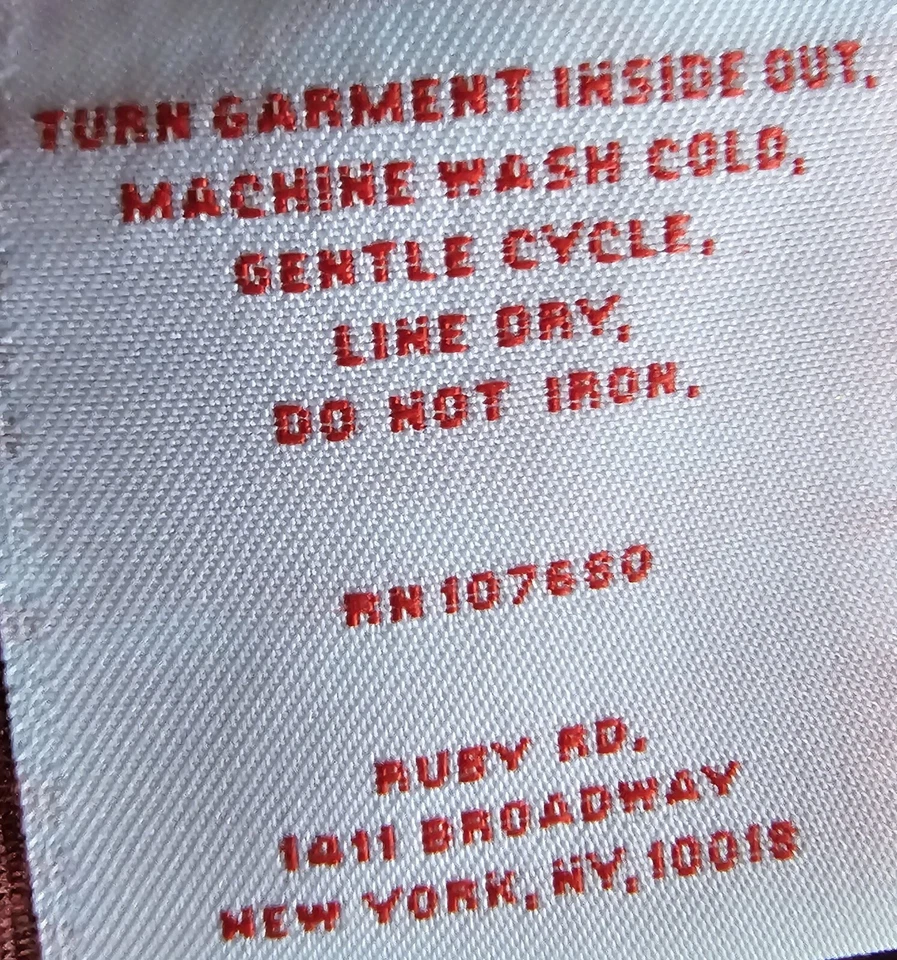 TURN GARMENT INSIDE OUT,
MACHINE WASH COLD,
GENTLE CYCLE,
LINE DRY,
DO NOT IRON.
RN 107680
RUBY RD.
1411 BROADWAY
NEW YORK, NY, 10018